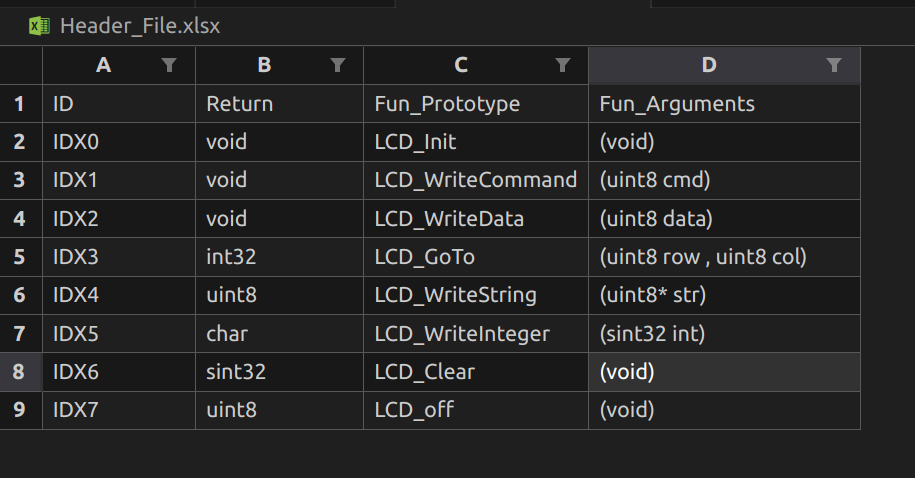 Header_File.xlsx
A B C D
1 ID Return Fun_Prototype Fun_Arguments
2 IDX0 void LCD_Init (void)
3 IDX1 void LCD_WriteCommand (uint8 cmd)
4 IDX2 void LCD_WriteData (uint8 data)
5 IDX3 int32 LCD_GoTo (uint8 row , uint8 col)
6 IDX4 uint8 LCD_WriteString (uint8* str)
7 IDX5 char LCD_WriteInteger (sint32 int)
8 IDX6 sint32 LCD_Clear (void)
9 IDX7 uint8 LCD_off (void)